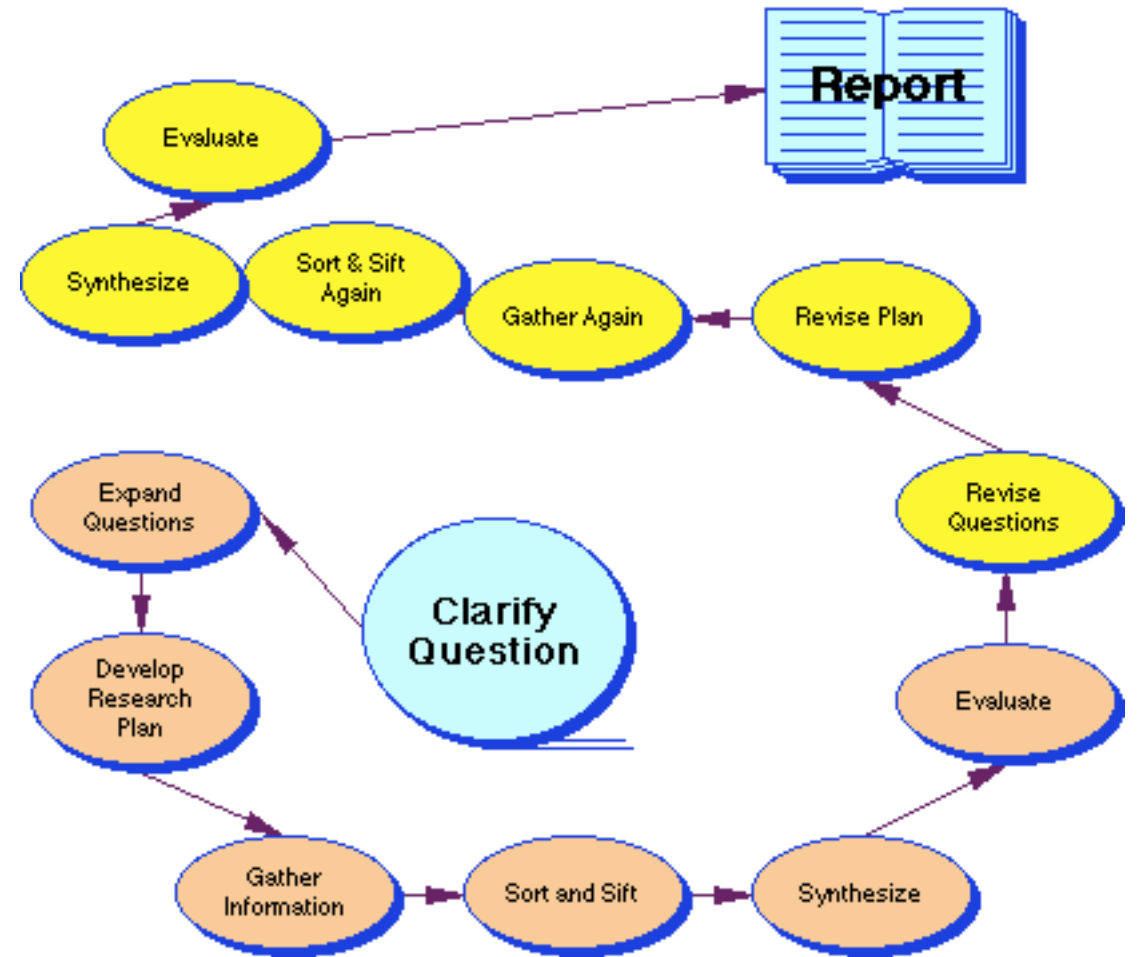 Report
Evaluate
Synthesize
Sort & Sift
Again
Gather Again
Revise Plan
Expand
Questions
Revise
Questions
Clarify
Question
Develop
Research
Plan
Evaluate
Gather
Information
Sort and Sift
Synthesize